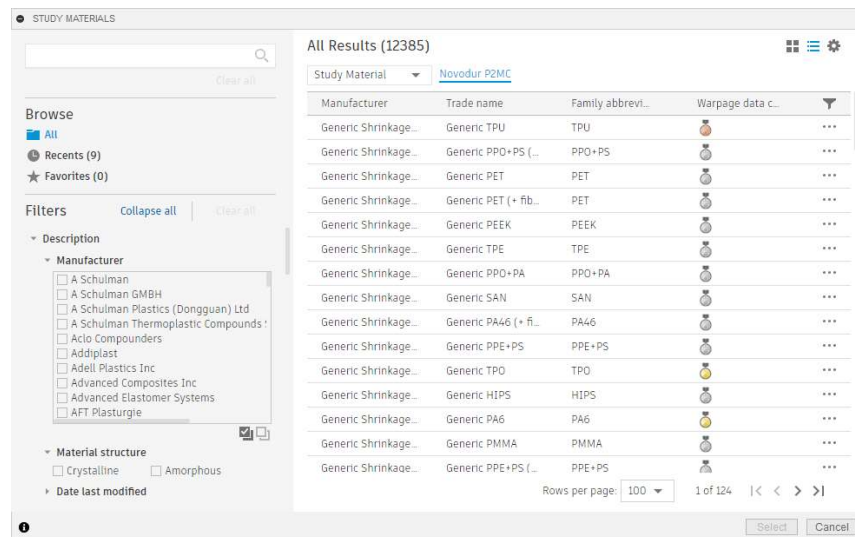 STUDY MATERIALS
Clear all
Browse
All
Recents (9)
Favorites (0)
Filters Collapse all Clear all
Description
Manufacturer
A Schulman
A Schulman GMBH
A Schulman Plastics (Dongguan) Ltd
A Schulman Thermoplastic Compounds S
Aclo Compounders
Addiplast
Adell Plastics Inc
Advanced Composites Inc
Advanced Elastomer Systems
AFT Plasturgie
Material structure
Crystalline Amorphous
Date last modified
All Results (12385)
Study Material Novodur P2MC
Manufacturer Trade name Family abbrevi... Warpage data c...
Generic Shrinkage... Generic TPU TPU ...
Generic Shrinkage... Generic PPO+PS (... PPO+PS ...
Generic Shrinkage... Generic PET PET ...
Generic Shrinkage... Generic PET (+ fib... PET ...
Generic Shrinkage... Generic PEEK PEEK ...
Generic Shrinkage... Generic TPE TPE ...
Generic Shrinkage... Generic PPO+PA PPO+PA ...
Generic Shrinkage... Generic SAN SAN ...
Generic Shrinkage... Generic PA46 (+ fi... PA46 ...
Generic Shrinkage... Generic PPE+PS PPE+PS ...
Generic Shrinkage... Generic TPO TPO ...
Generic Shrinkage... Generic HIPS HIPS ...
Generic Shrinkage... Generic PA6 PA6 ...
Generic Shrinkage... Generic PMMA PMMA ...
Generic Shrinkage... Generic PPE+PS (... PPE+PS ...
Rows per page: 100 1 of 124 |< < > >|
Select Cancel